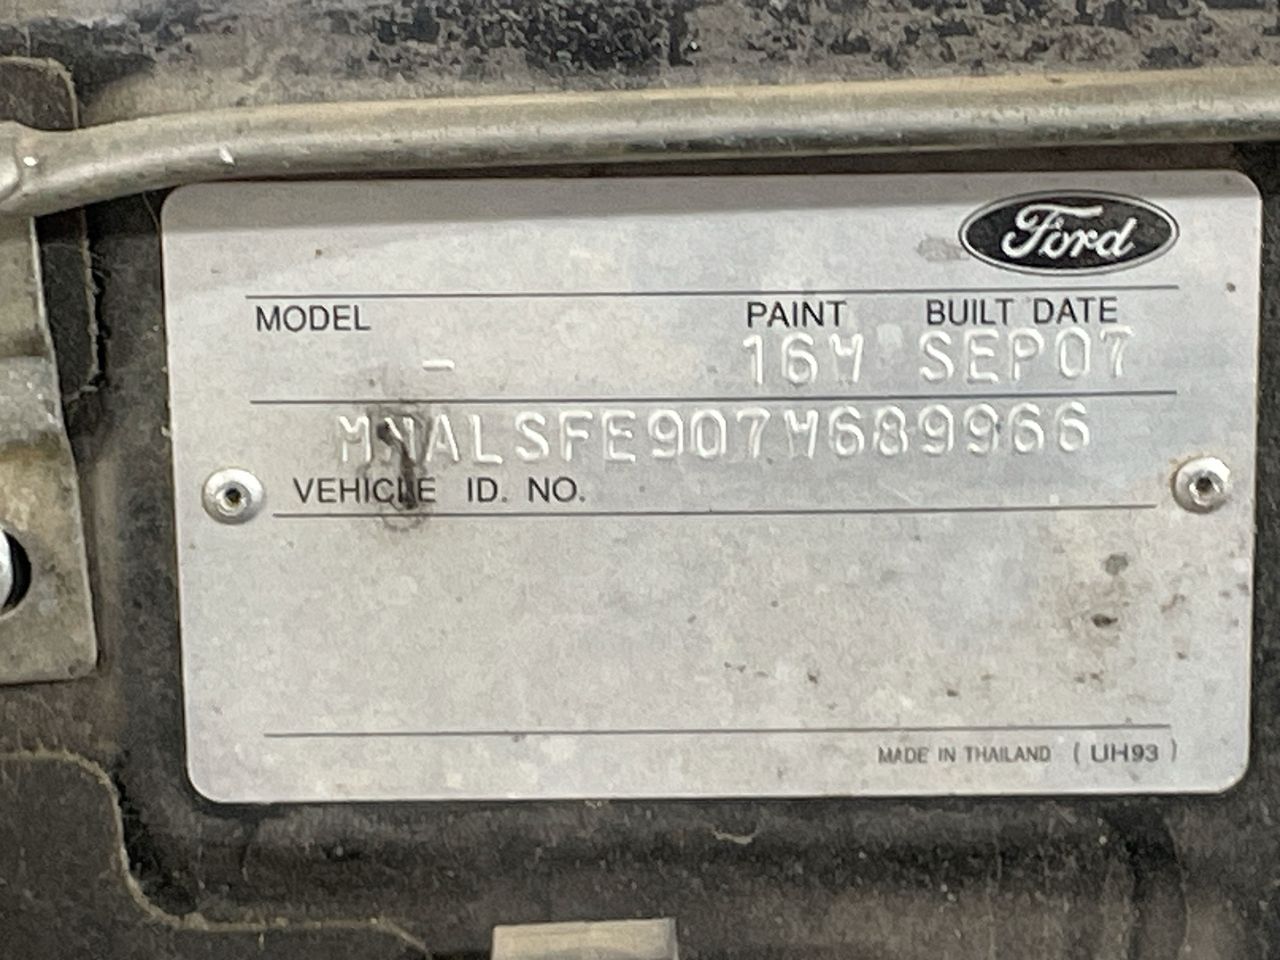 Ford
MODEL PAINT BUILT DATE
- 16W SEP07
MNALSFE907W689966
VEHICLE ID. NO.
MADE IN THAILAND ( UH93 )